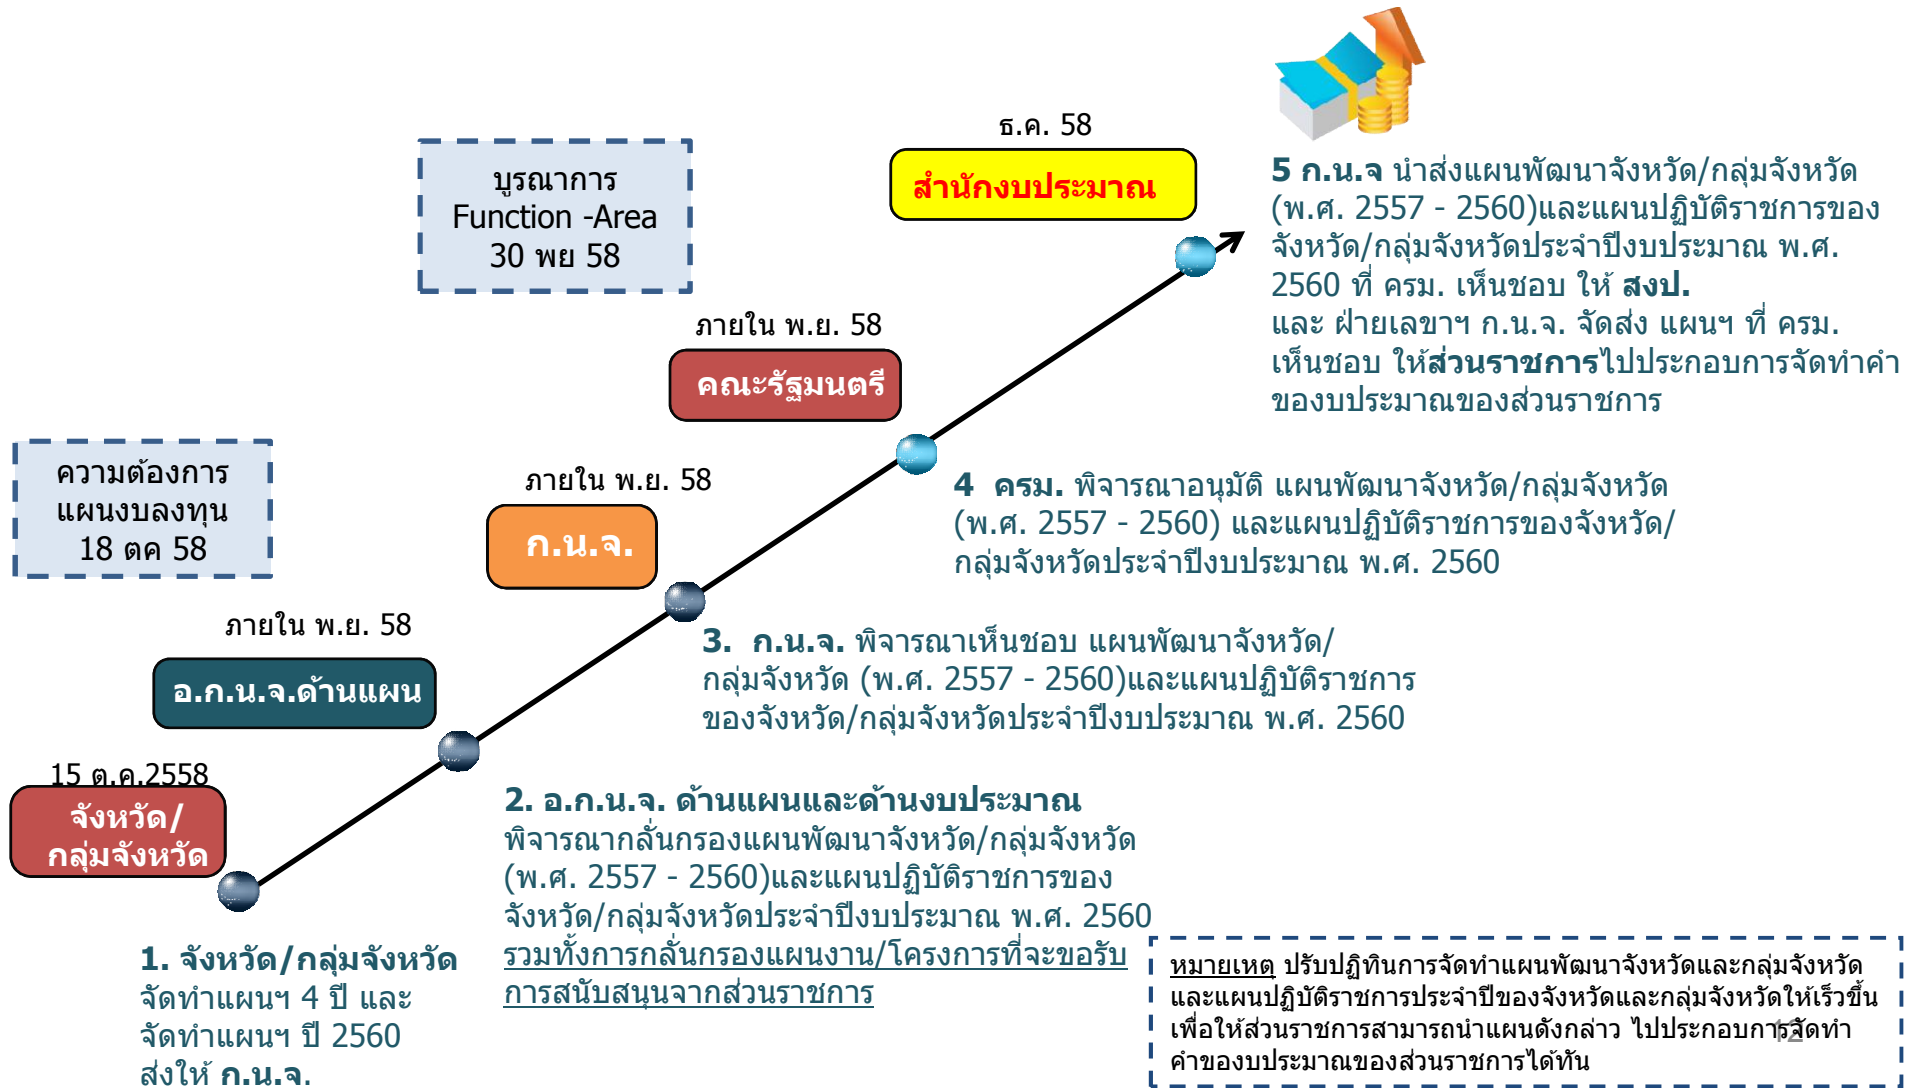 ธ.ค. 58
สำนักงบประมาณ
บูรณาการ
Function -Area
30 พย 58
5 ก.น.จ นำส่งแผนพัฒนาจังหวัด/กลุ่มจังหวัด
(พ.ศ. 2557 - 2560)และแผนปฏิบัติราชการของ
จังหวัด/กลุ่มจังหวัดประจำปีงบประมาณ พ.ศ.
2560 ที่ ครม. เห็นชอบ ให้ สงป.
และ ฝ่ายเลขาฯ ก.น.จ. จัดส่ง แผนฯ ที่ ครม.
เห็นชอบ ให้ส่วนราชการไปประกอบการจัดทำคำ
ของบประมาณของส่วนราชการ
ภายใน พ.ย. 58
คณะรัฐมนตรี
ความต้องการ
แผนงบลงทุน
18 ตค 58
ภายใน พ.ย. 58
ก.น.จ.
4 ครม. พิจารณาอนุมัติ แผนพัฒนาจังหวัด/กลุ่มจังหวัด
(พ.ศ. 2557 - 2560) และแผนปฏิบัติราชการของจังหวัด/
กลุ่มจังหวัดประจำปีงบประมาณ พ.ศ. 2560
ภายใน พ.ย. 58
อ.ก.น.จ.ด้านแผน
3. ก.น.จ. พิจารณาเห็นชอบ แผนพัฒนาจังหวัด/
กลุ่มจังหวัด (พ.ศ. 2557 - 2560)และแผนปฏิบัติราชการ
ของจังหวัด/กลุ่มจังหวัดประจำปีงบประมาณ พ.ศ. 2560
15 ต.ค.2558
จังหวัด/
กลุ่มจังหวัด
2. อ.ก.น.จ. ด้านแผนและด้านงบประมาณ
พิจารณากลั่นกรองแผนพัฒนาจังหวัด/กลุ่มจังหวัด
(พ.ศ. 2557 - 2560)และแผนปฏิบัติราชการของ
จังหวัด/กลุ่มจังหวัดประจำปีงบประมาณ พ.ศ. 2560
รวมทั้งการกลั่นกรองแผนงาน/โครงการที่จะขอรับ
การสนับสนุนจากส่วนราชการ
1. จังหวัด/กลุ่มจังหวัด
จัดทำแผนฯ 4 ปี และ
จัดทำแผนฯ ปี 2560
ส่งให้ ก.น.จ.
หมายเหตุ ปรับปฏิทินการจัดทำแผนพัฒนาจังหวัดและกลุ่มจังหวัด
และแผนปฏิบัติราชการประจำปีของจังหวัดและกลุ่มจังหวัดให้เร็วขึ้น
เพื่อให้ส่วนราชการสามารถนำแผนดังกล่าว ไปประกอบการจัดทำ
คำของบประมาณของส่วนราชการได้ทัน
12